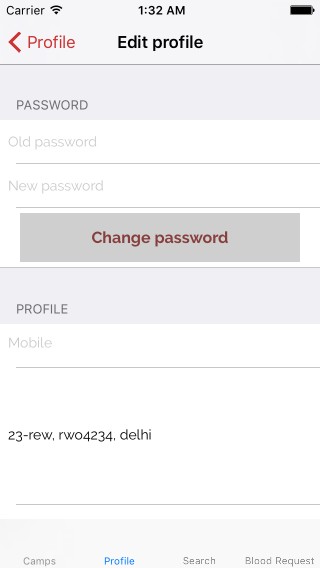 Carrier 1:32 AM
Profile Edit profile
PASSWORD
Old password
New password
Change password
PROFILE
Mobile
23-rew, rw04234, delhi
Camps Profile Search Blood Request